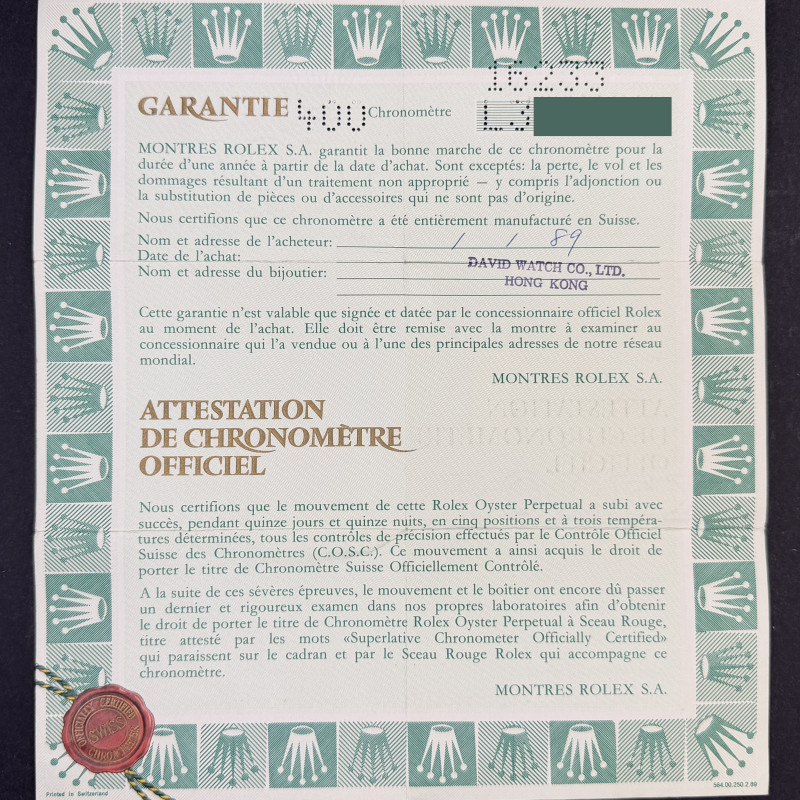 16233
GARANTIE 400 Chronomètre L3
MONTRES ROLEX S.A. garantit la bonne marche de ce chronomètre pour la
durée d'une année à partir de la date d'achat. Sont exceptés: la perte, le vol et les
dommages résultant d'un traitement non approprié — y compris l'adjonction ou
la substitution de pièces ou d'accessoires qui ne sont pas d'origine.
Nous certifions que ce chronomètre a été entièrement manufacturé en Suisse.
Nom et adresse de l'acheteur: / / 89
Date de l'achat:
DAVID WATCH CO., LTD.
Nom et adresse du bijoutier:
HONG KONG
Cette garantie n'est valable que signée et datée par le concessionnaire officiel Rolex
au moment de l'achat. Elle doit être remise avec la montre à examiner au
concessionnaire qui l'a vendue ou à l'une des principales adresses de notre réseau
mondial.
MONTRES ROLEX S.A.
ATTESTATION
DE CHRONOMÈTRE
OFFICIEL
Nous certifions que le mouvement de cette Rolex Oyster Perpetual a subi avec
succès, pendant quinze jours et quinze nuits, en cinq positions et à trois tempéra-
tures déterminées, tous les contrôles de précision effectués par le Contrôle Officiel
Suisse des Chronomètres (C.O.S.C.). Ce mouvement a ainsi acquis le droit de
porter le titre de Chronomètre Suisse Officiellement Contrôlé.
A la suite de ces sévères épreuves, le mouvement et le boîtier ont encore dû passer
un dernier et rigoureux examen dans nos propres laboratoires afin d'obtenir
le droit de porter le titre de Chronomètre Rolex Oyster Perpetual à Sceau Rouge,
titre attesté par les mots «Superlative Chronometer Officially Certified»
qui paraissent sur le cadran et par le Sceau Rouge Rolex qui accompagne ce
chronomètre.
MONTRES ROLEX S.A.
OFFICIALLY CERTIFIED
SWISS
CHRONOMETER
Printed in Switzerland
564.00.250.2.89